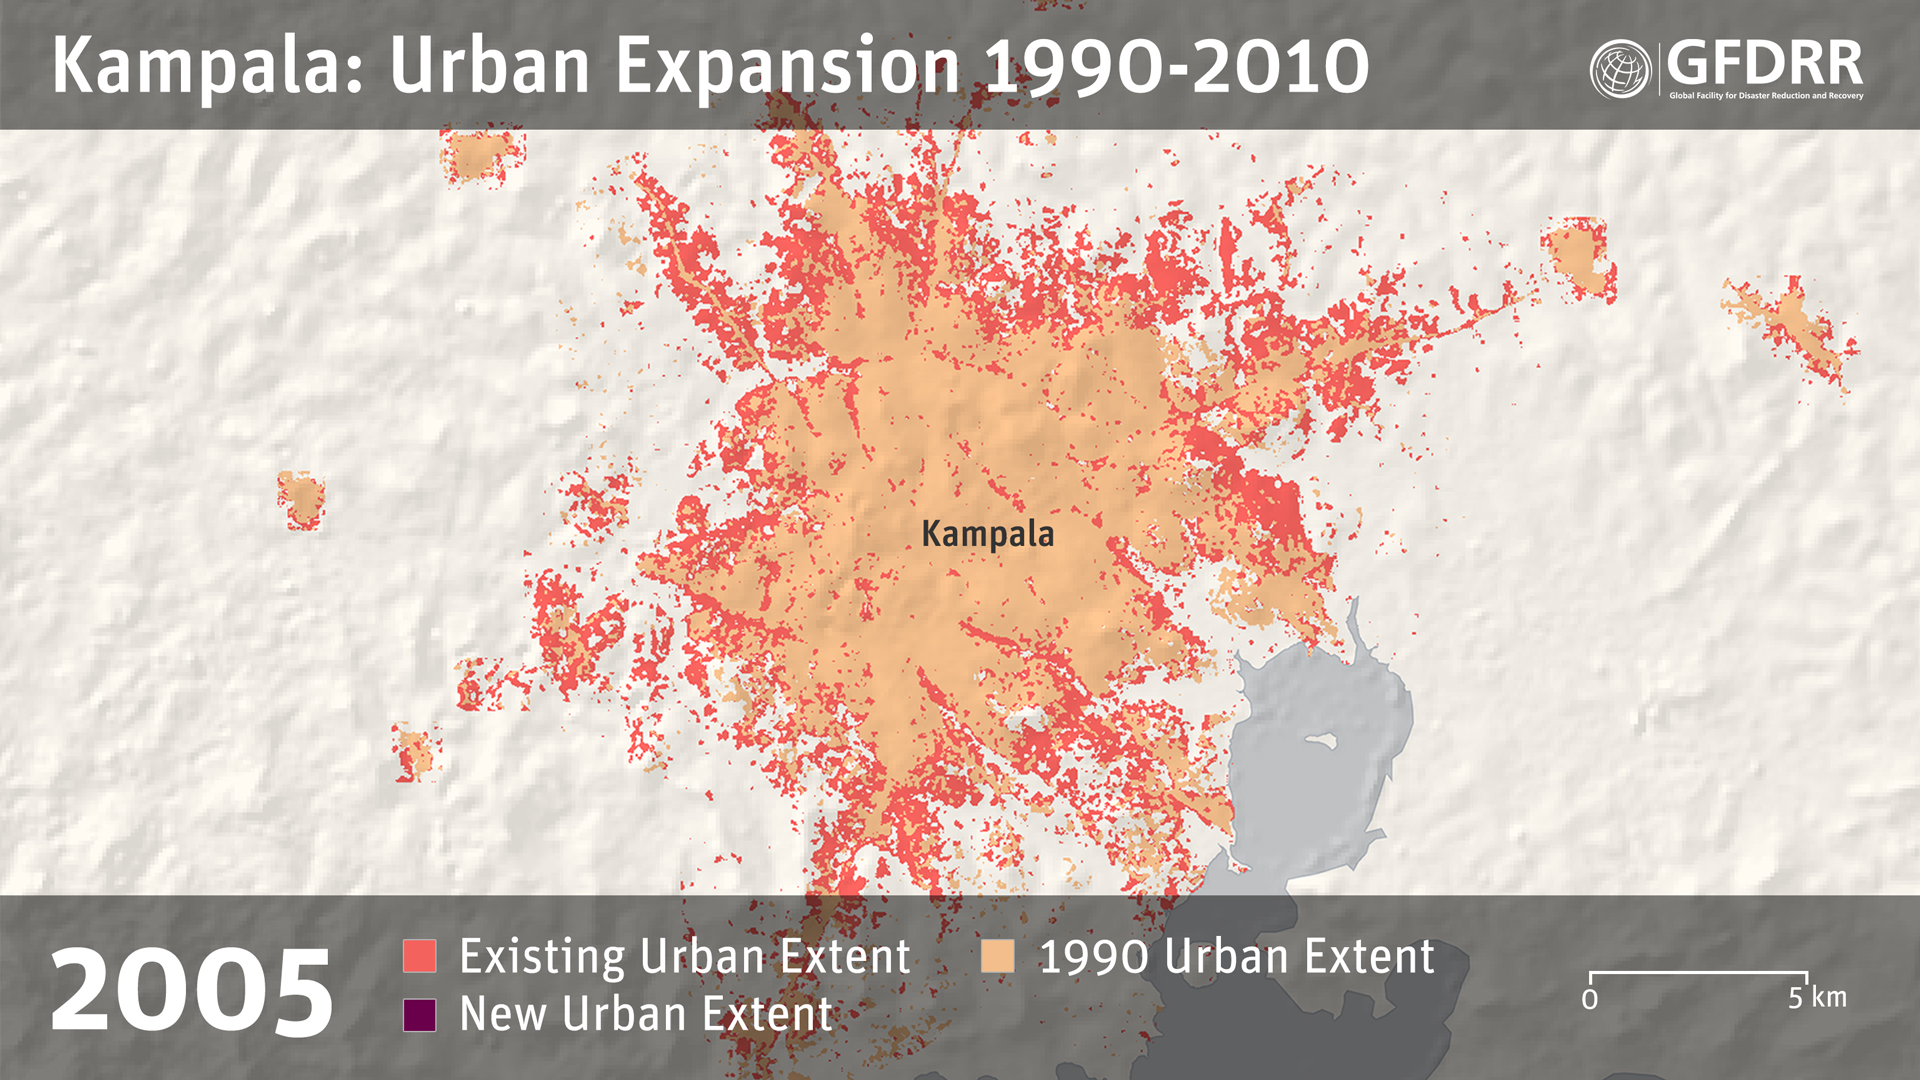 Kampala: Urban Expansion 1990-2010
GFDRR
Global Facility for Disaster Reduction and Recovery
Kampala
2005
Existing Urban Extent
1990 Urban Extent
New Urban Extent
0
5 km